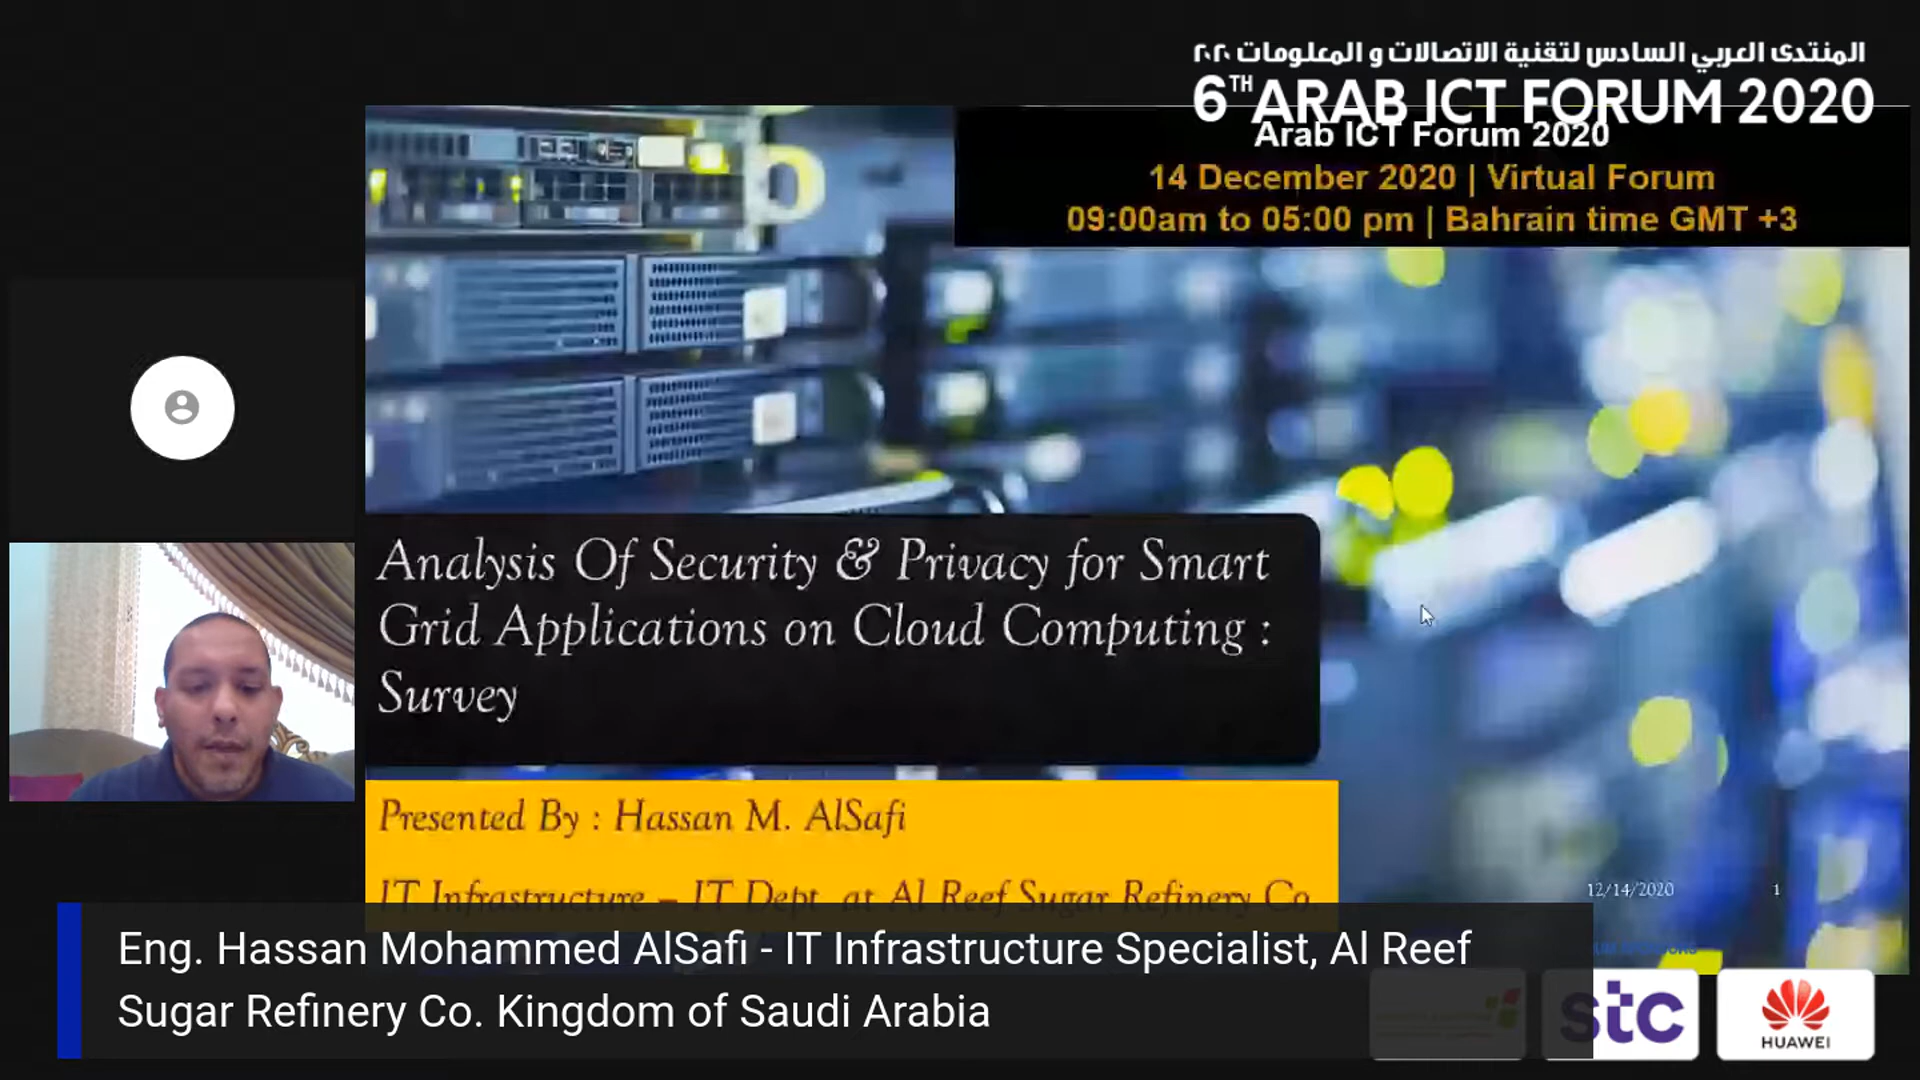 المنتدى العربي السادس لتقنية الاتصالات و المعلومات ٢٠٢٠
6TH ARAB ICT FORUM 2020
Arab ICT Forum 2020
14 December 2020 | Virtual Forum
09:00am to 05:00 pm | Bahrain time GMT +3
Analysis Of Security & Privacy for Smart
Grid Applications on Cloud Computing :
Survey
Presented By : Hassan M. AlSafi
IT Infrastructure – IT Dept. at Al Reef Sugar Refinery Co.
12/14/2020
1
Eng. Hassan Mohammed AlSafi - IT Infrastructure Specialist, Al Reef
Sugar Refinery Co. Kingdom of Saudi Arabia
stc
HUAWEI